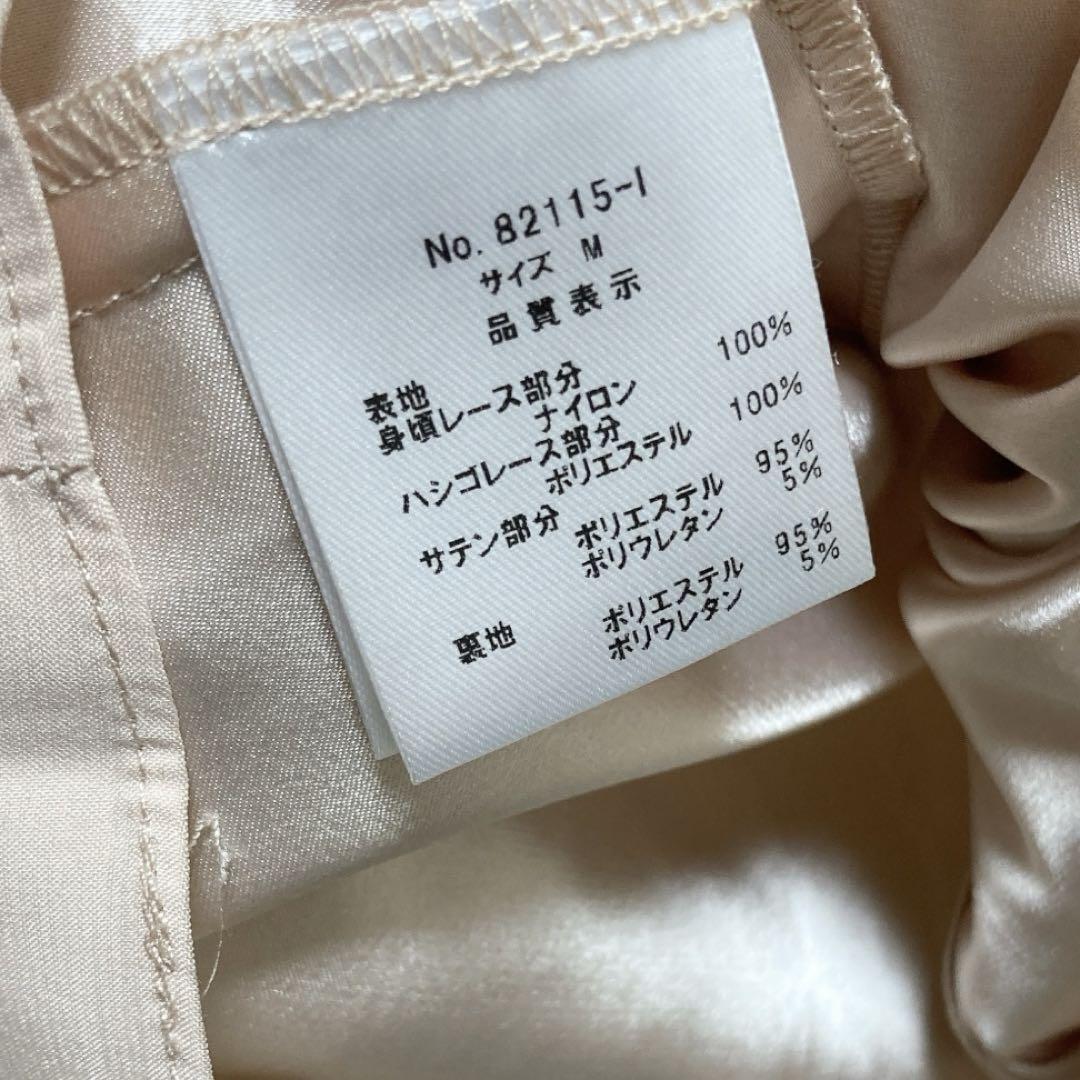 No. 82115-1
サイズ M
品質表示
表地
身頃レース部分
ナイロン 100%
ハシゴレース部分
ポリエステル 100%
サテン部分 ポリエステル 95%
ポリウレタン 5%
裏地 ポリエステル 95%
ポリウレタン 5%